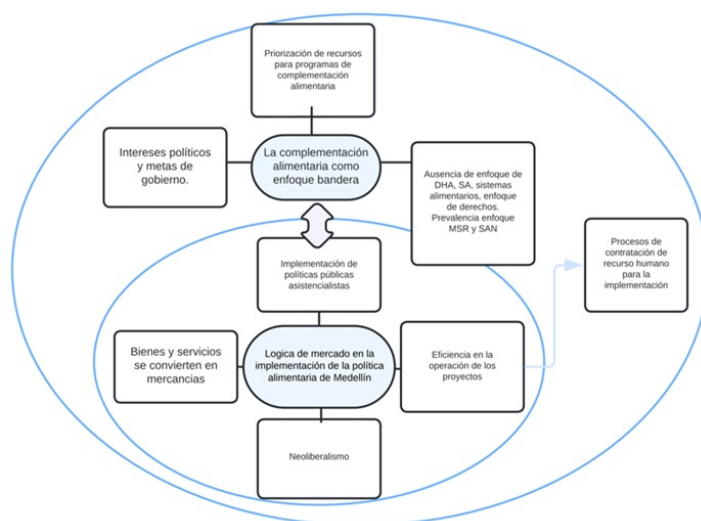 Priorización de recursos
para programas de
complementación
alimentaria
Intereses políticos
y metas de
gobierno.
La complementación
alimentaria como
enfoque bandera
Ausencia de enfoque de
DHA, SA, sistemas
alimentarios, enfoque
de derechos.
Prevalencia enfoque
MSR y SAN
Procesos de
contratación de
recurso humano
para la
implementación
Implementación de
políticas públicas
asistencialistas
Bienes y servicios
se convierten en
mercancias
Logica de mercado en la
implementación de la política
alimentaria de Medellín
Eficiencia en la
operación de los
proyectos
Neoliberalismo